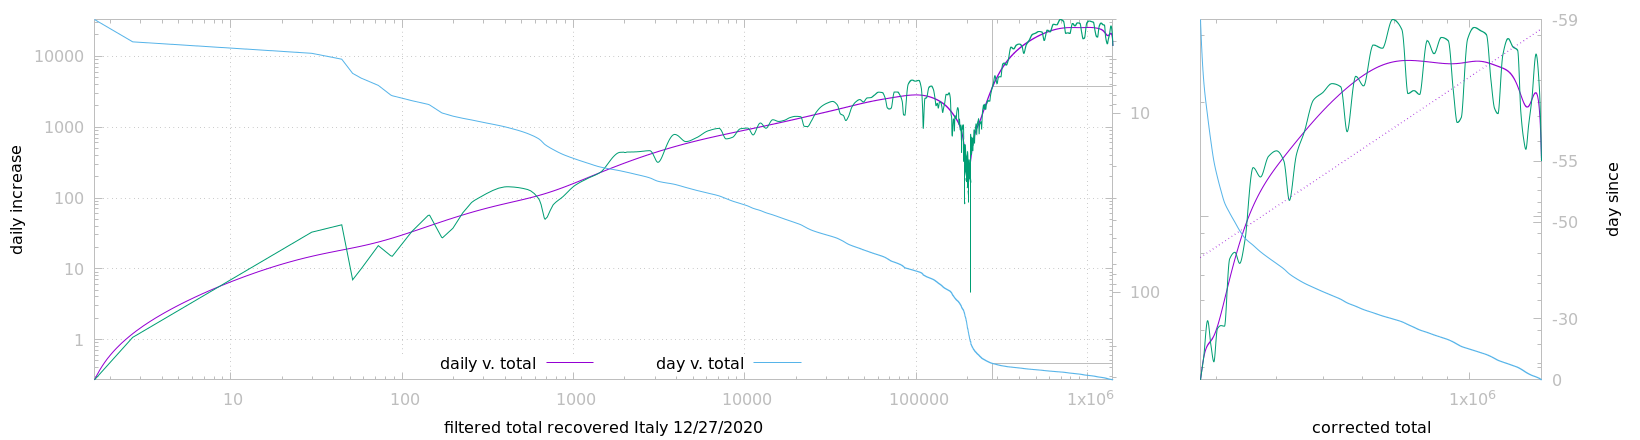 10000
1000
100
10
1
daily increase
daily v. total
day v. total
10
100
1000
10000
100000
1x10^6
filtered total recovered Italy 12/27/2020
10
100
-59
-55
-50
-30
0
day since
1x10^6
corrected total